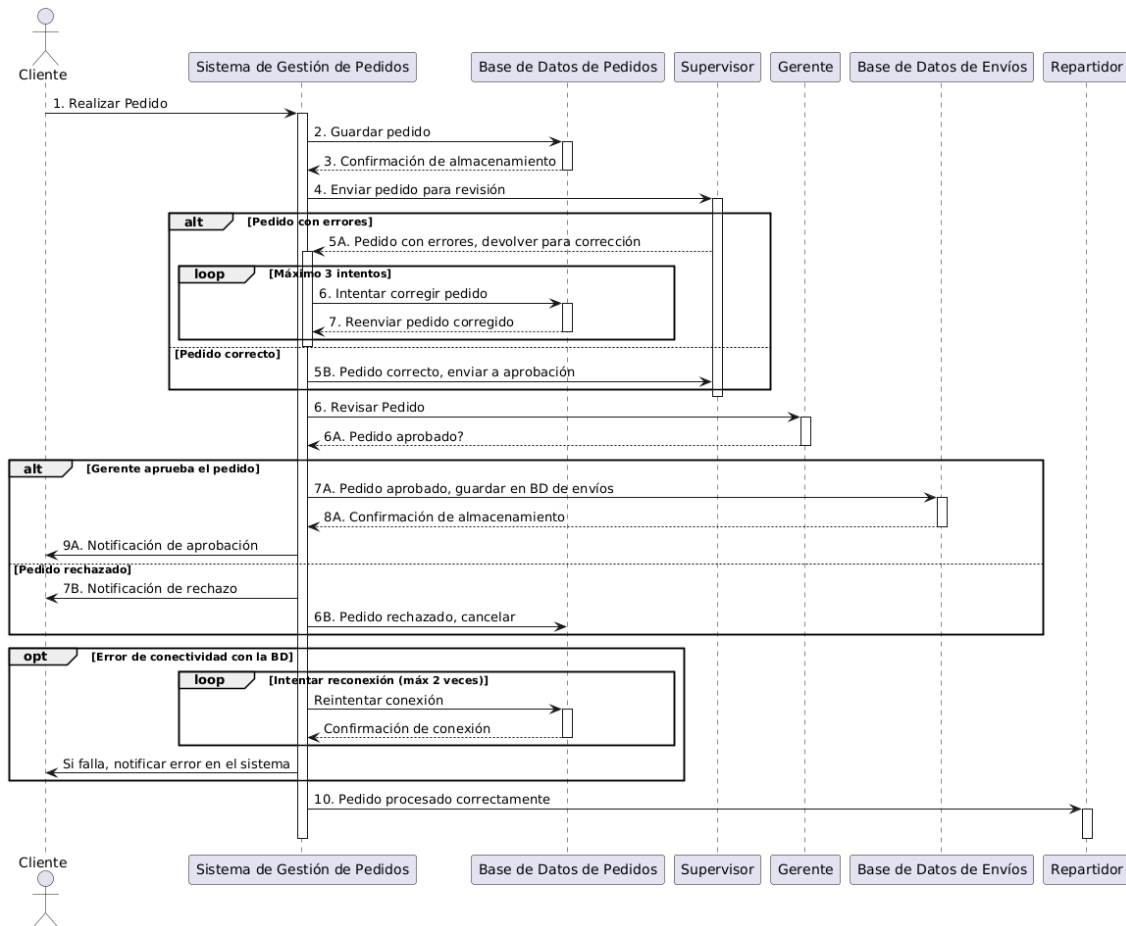 Cliente
Sistema de Gestión de Pedidos
Base de Datos de Pedidos
Supervisor
Gerente
Base de Datos de Envíos
Repartidor
1. Realizar Pedido
2. Guardar pedido
3. Confirmación de almacenamiento
4. Enviar pedido para revisión
alt [Pedido con errores]
5A. Pedido con errores, devolver para corrección
loop [Máximo 3 intentos]
6. Intentar corregir pedido
7. Reenviar pedido corregido
[Pedido correcto]
5B. Pedido correcto, enviar a aprobación
6. Revisar Pedido
6A. Pedido aprobado?
alt [Gerente aprueba el pedido]
7A. Pedido aprobado, guardar en BD de envíos
8A. Confirmación de almacenamiento
9A. Notificación de aprobación
[Pedido rechazado]
7B. Notificación de rechazo
6B. Pedido rechazado, cancelar
opt [Error de conectividad con la BD]
loop [Intentar reconexión (máx 2 veces)]
Reintentar conexión
Confirmación de conexión
Si falla, notificar error en el sistema
10. Pedido procesado correctamente
Cliente
Sistema de Gestión de Pedidos
Base de Datos de Pedidos
Supervisor
Gerente
Base de Datos de Envíos
Repartidor